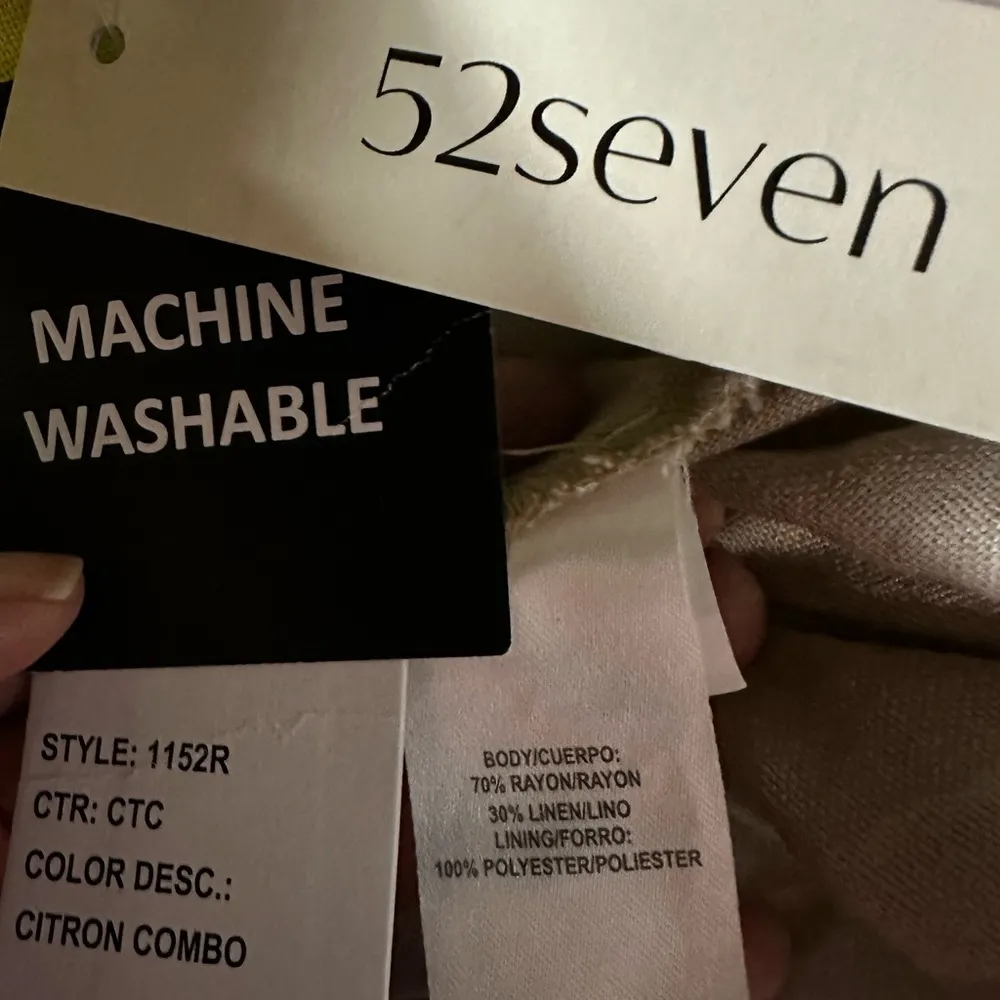 52seven
MACHINE
WASHABLE
STYLE: 1152R
CTR: CTC
COLOR DESC.:
CITRON COMBO
BODY/CUERPO:
70% RAYON/RAYON
30% LINEN/LINO
LINING/FORRO:
100% POLYESTER/POLIESTER